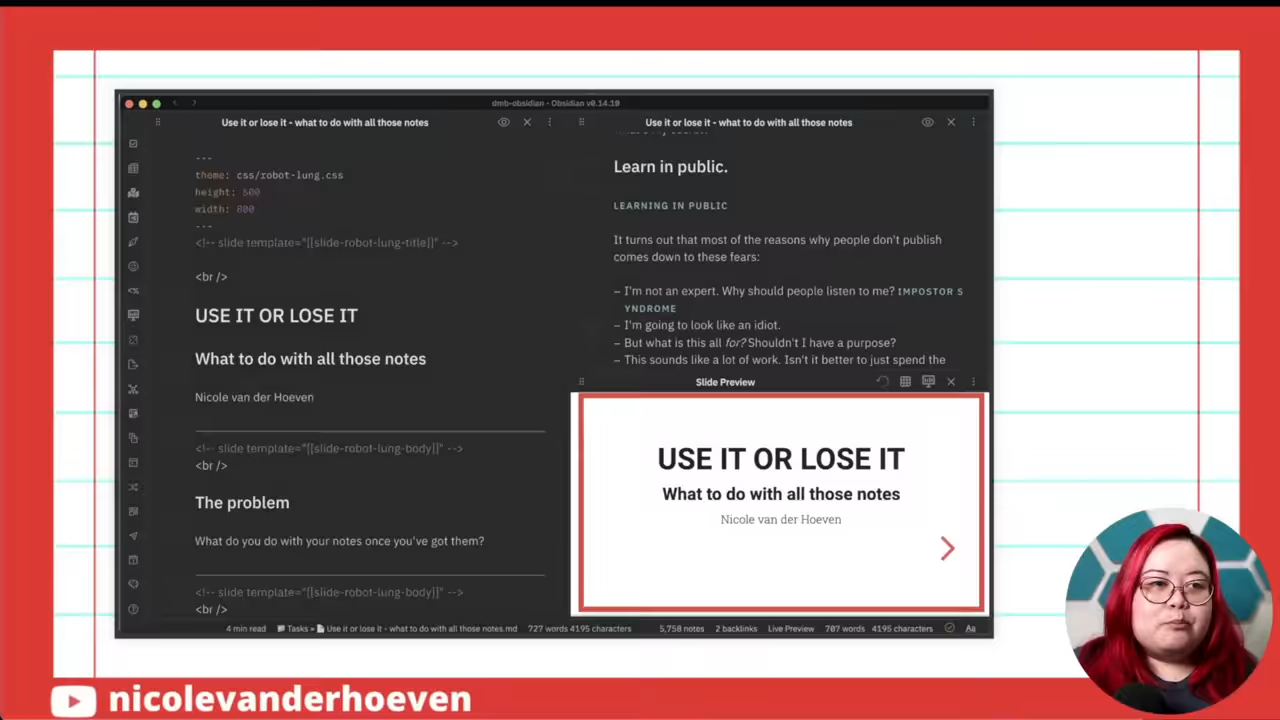 dmb-obsidian - Obsidian v0.14.19
Use it or lose it - what to do with all those notes
---
theme: css/robot-lung.css
height: 500
width: 800
---
<!-- slide template="[[slide-robot-lung-title]]" -->
<br />
USE IT OR LOSE IT
What to do with all those notes
Nicole van der Hoeven
<!-- slide template="[[slide-robot-lung-body]]" -->
<br />
The problem
What do you do with your notes once you've got them?
<!-- slide template="[[slide-robot-lung-body]]" -->
<br />
Use it or lose it - what to do with all those notes
Learn in public.
LEARNING IN PUBLIC
It turns out that most of the reasons why people don't publish
comes down to these fears:
– I'm not an expert. Why should people listen to me? IMPOSTOR S
YNDROME
– I'm going to look like an idiot.
– But what is this all for? Shouldn't I have a purpose?
– This sounds like a lot of work. Isn't it better to just spend the
Slide Preview
USE IT OR LOSE IT
What to do with all those notes
Nicole van der Hoeven
4 min read Tasks » Use it or lose it - what to do with all those notes.md 727 words 4195 characters 5,758 notes 2 backlinks Live Preview 707 words 4195 characters Aa
nicolevanderhoeven